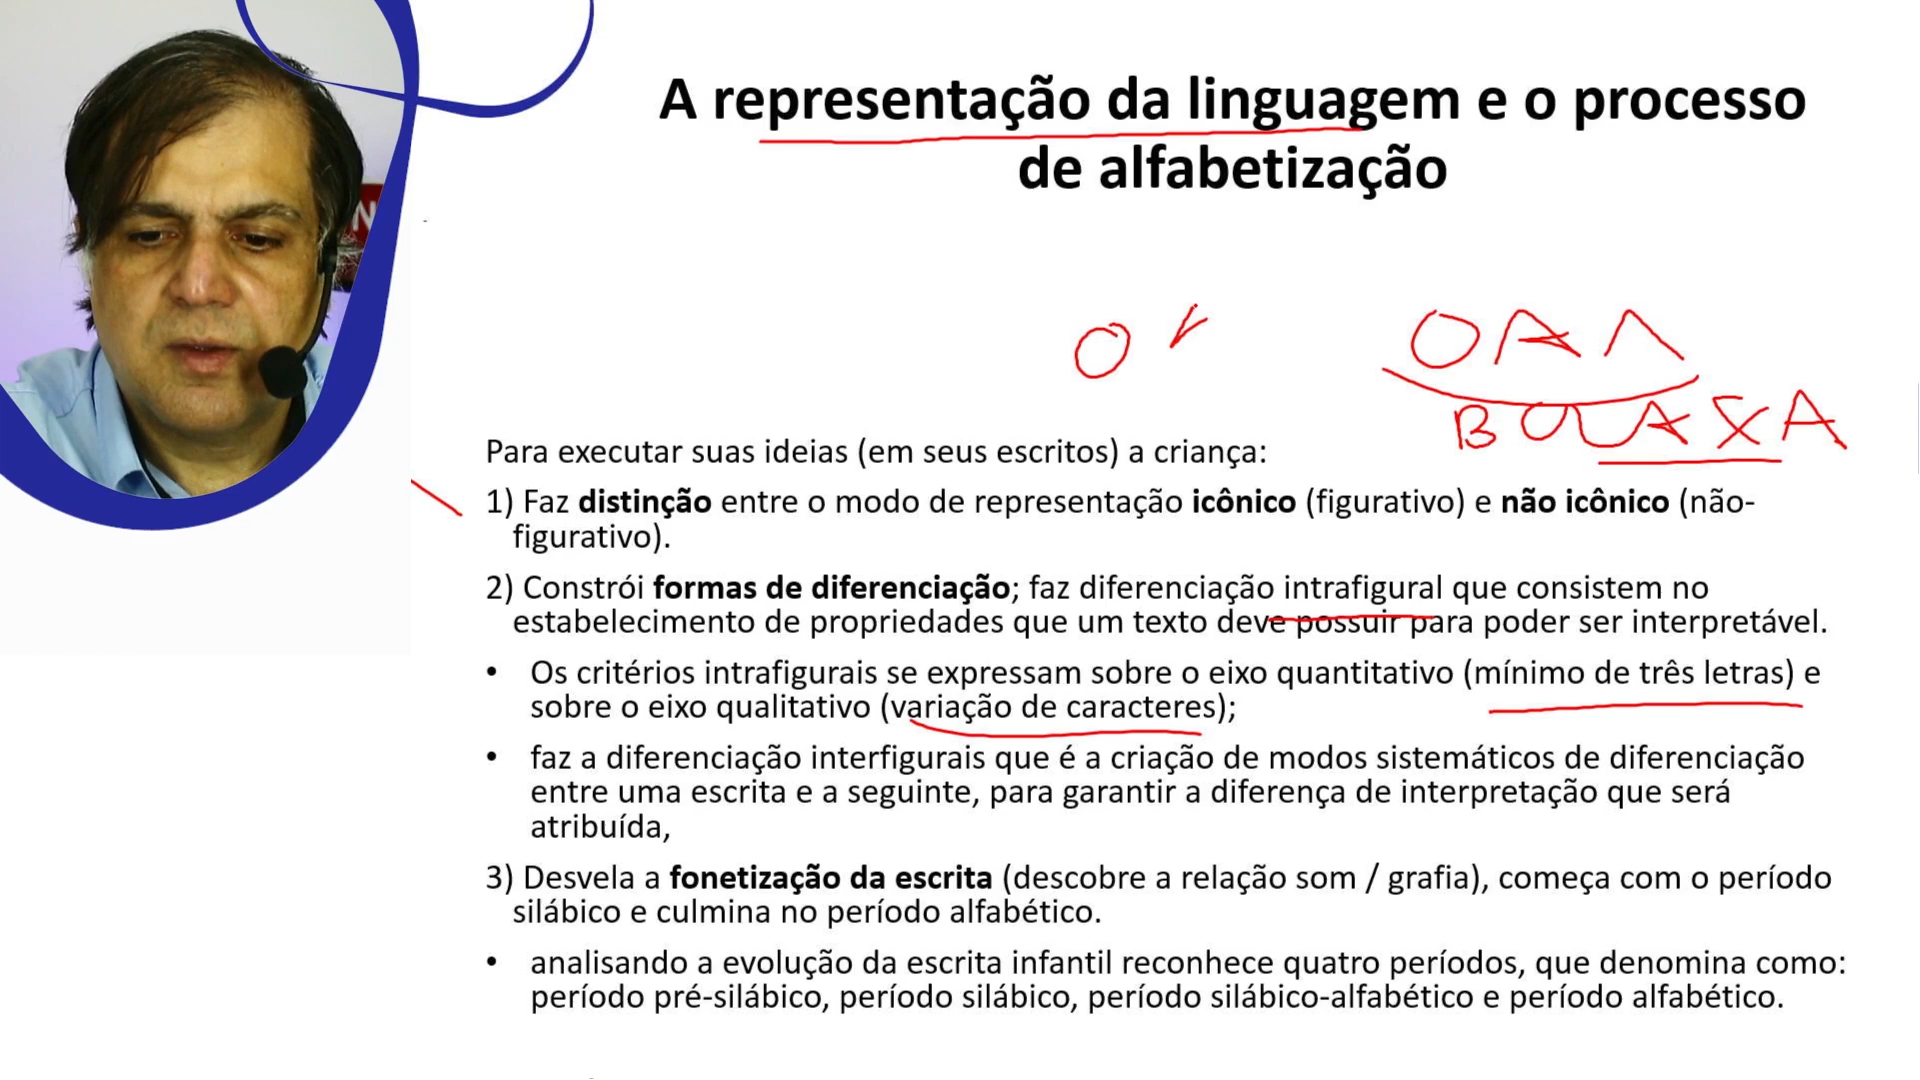 A representação da linguagem e o processo
de alfabetização
O
OAA
BOLAXA
Para executar suas ideias (em seus escritos) a criança:
1) Faz distinção entre o modo de representação icônico (figurativo) e não icônico (não-
figurativo).
2) Constrói formas de diferenciação; faz diferenciação intrafigural que consistem no
estabelecimento de propriedades que um texto deve possuir para poder ser interpretável.
• Os critérios intrafigurais se expressam sobre o eixo quantitativo (mínimo de três letras) e
sobre o eixo qualitativo (variação de caracteres);
• faz a diferenciação interfigurais que é a criação de modos sistemáticos de diferenciação
entre uma escrita e a seguinte, para garantir a diferença de interpretação que será
atribuída,
3) Desvela a fonetização da escrita (descobre a relação som / grafia), começa com o período
silábico e culmina no período alfabético.
• analisando a evolução da escrita infantil reconhece quatro períodos, que denomina como:
período pré-silábico, período silábico, período silábico-alfabético e período alfabético.